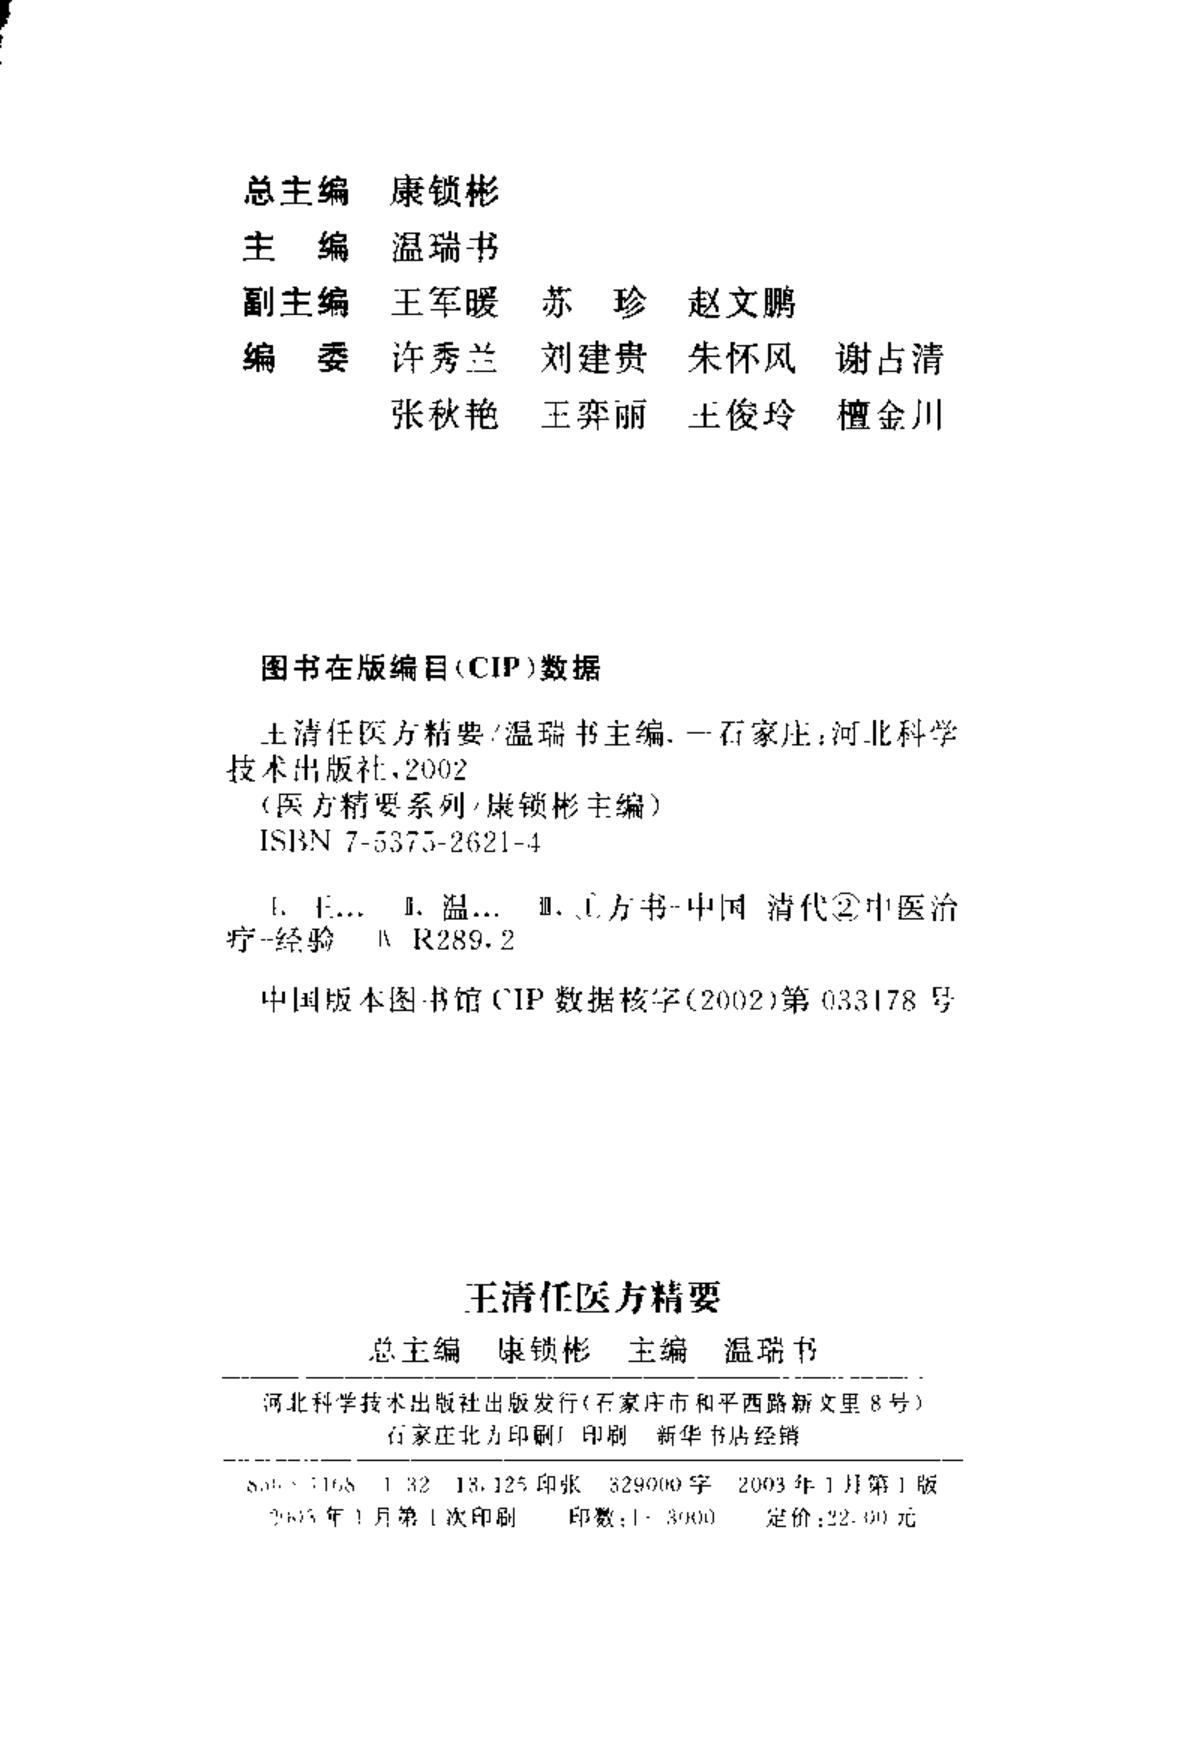 总主编 康锁彬
主 编 温瑞书
副主编 王军暖 苏 珍 赵文鹏
编 委 许秀兰 刘建贵 朱怀风 谢占清
张秋艳 王弈丽 王俊玲 檀金川
图书在版编目(CIP)数据
王清任医方精要/温瑞书主编.—石家庄:河北科学
技术出版社,2002
(医方精要系列/康锁彬主编)
ISBN 7-5375-2621-4
Ⅰ.王… Ⅱ.温… Ⅲ.①方书-中国 清代②中医治
疗-经验 Ⅳ R289.2
中国版本图书馆 CIP 数据核字(2002)第 033178 号
王清任医方精要
总主编 康锁彬 主编 温瑞书
河北科学技术出版社出版发行(石家庄市和平西路新文里 8 号)
石家庄北方印刷厂印刷 新华书店经销
1 32 13.125 印张 329000 字 2003 年 1 月第 1 版
2003 年 1 月第 1 次印刷 印数:1- 3000 定价:22.00 元